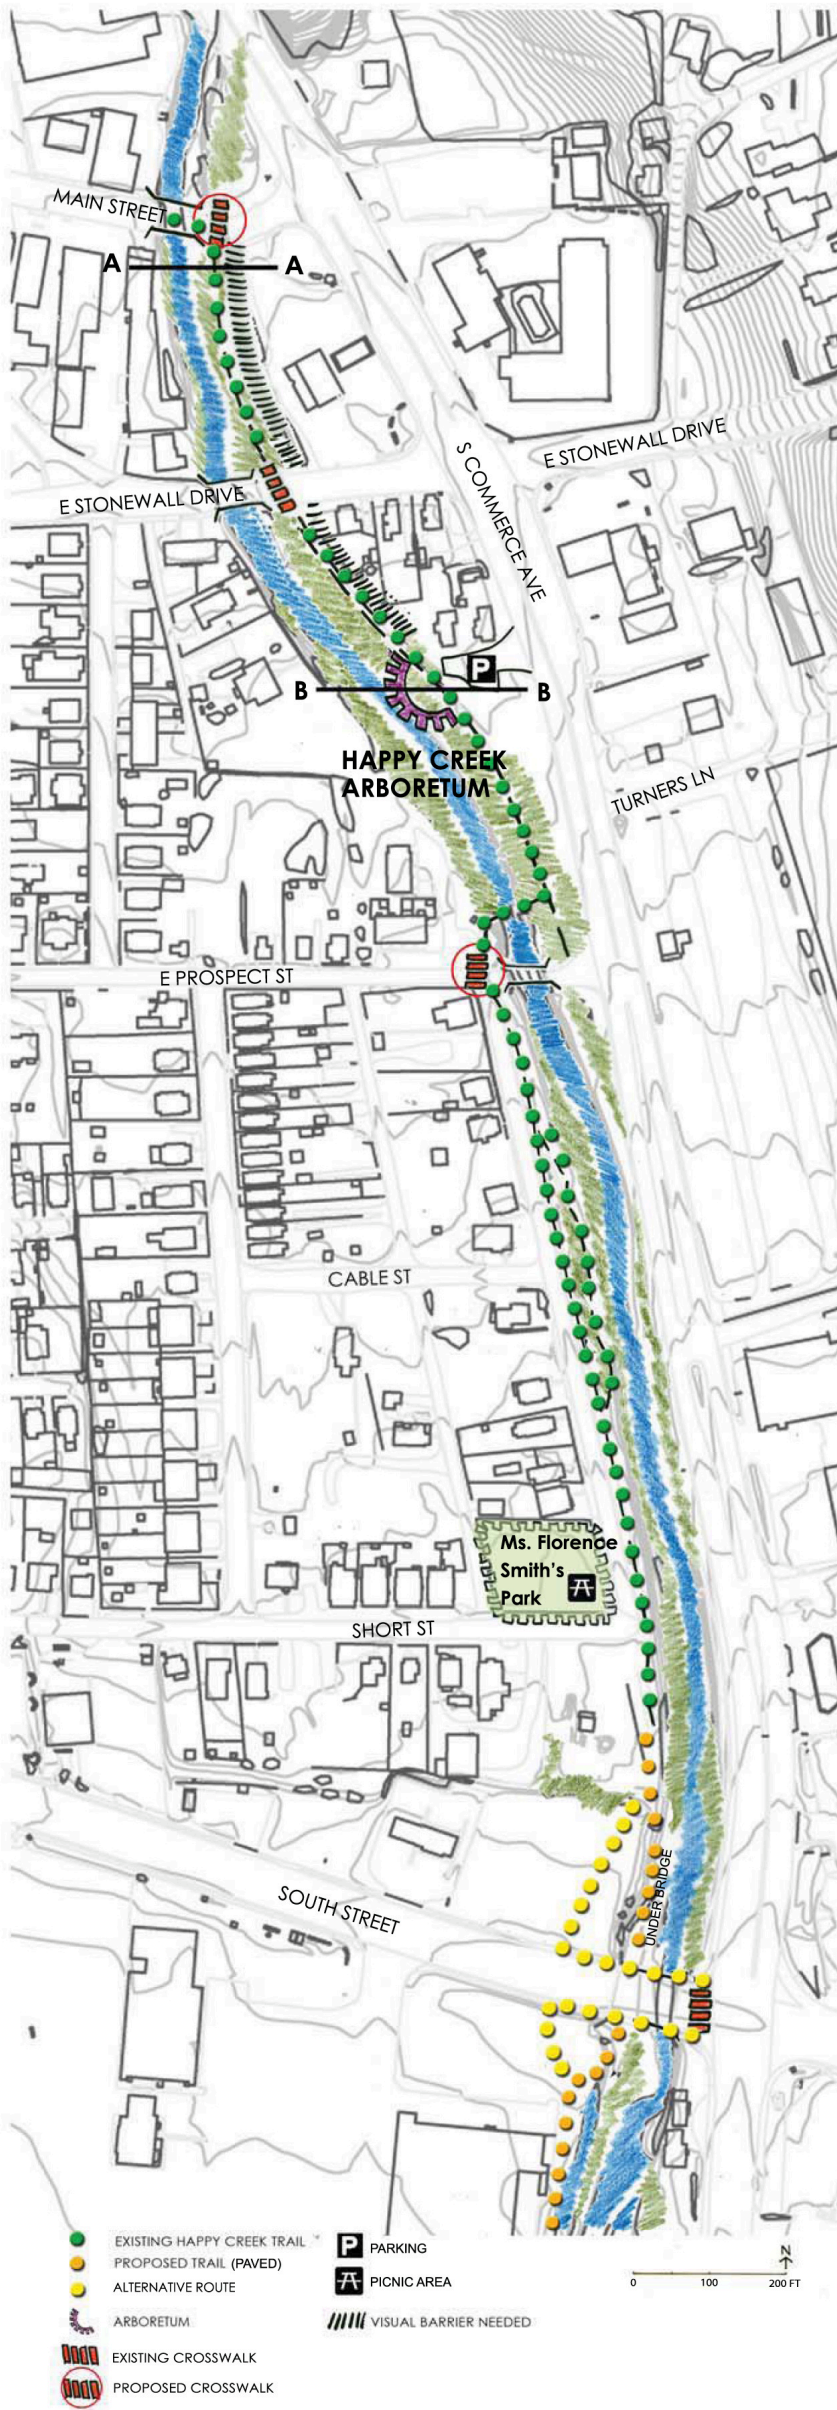 MAIN STREET
A
A
E STONEWALL DRIVE
S COMMERCE AVE
E STONEWALL DRIVE
P
B
B
HAPPY CREEK
ARBORETUM
TURNERS LN
E PROSPECT ST
CABLE ST
Ms. Florence
Smith's
Park
SHORT ST
UNDER BRIDGE
SOUTH STREET
EXISTING HAPPY CREEK TRAIL
PROPOSED TRAIL (PAVED)
ALTERNATIVE ROUTE
ARBORETUM
EXISTING CROSSWALK
PROPOSED CROSSWALK
P PARKING
PICNIC AREA
VISUAL BARRIER NEEDED
N
0 100 200 FT